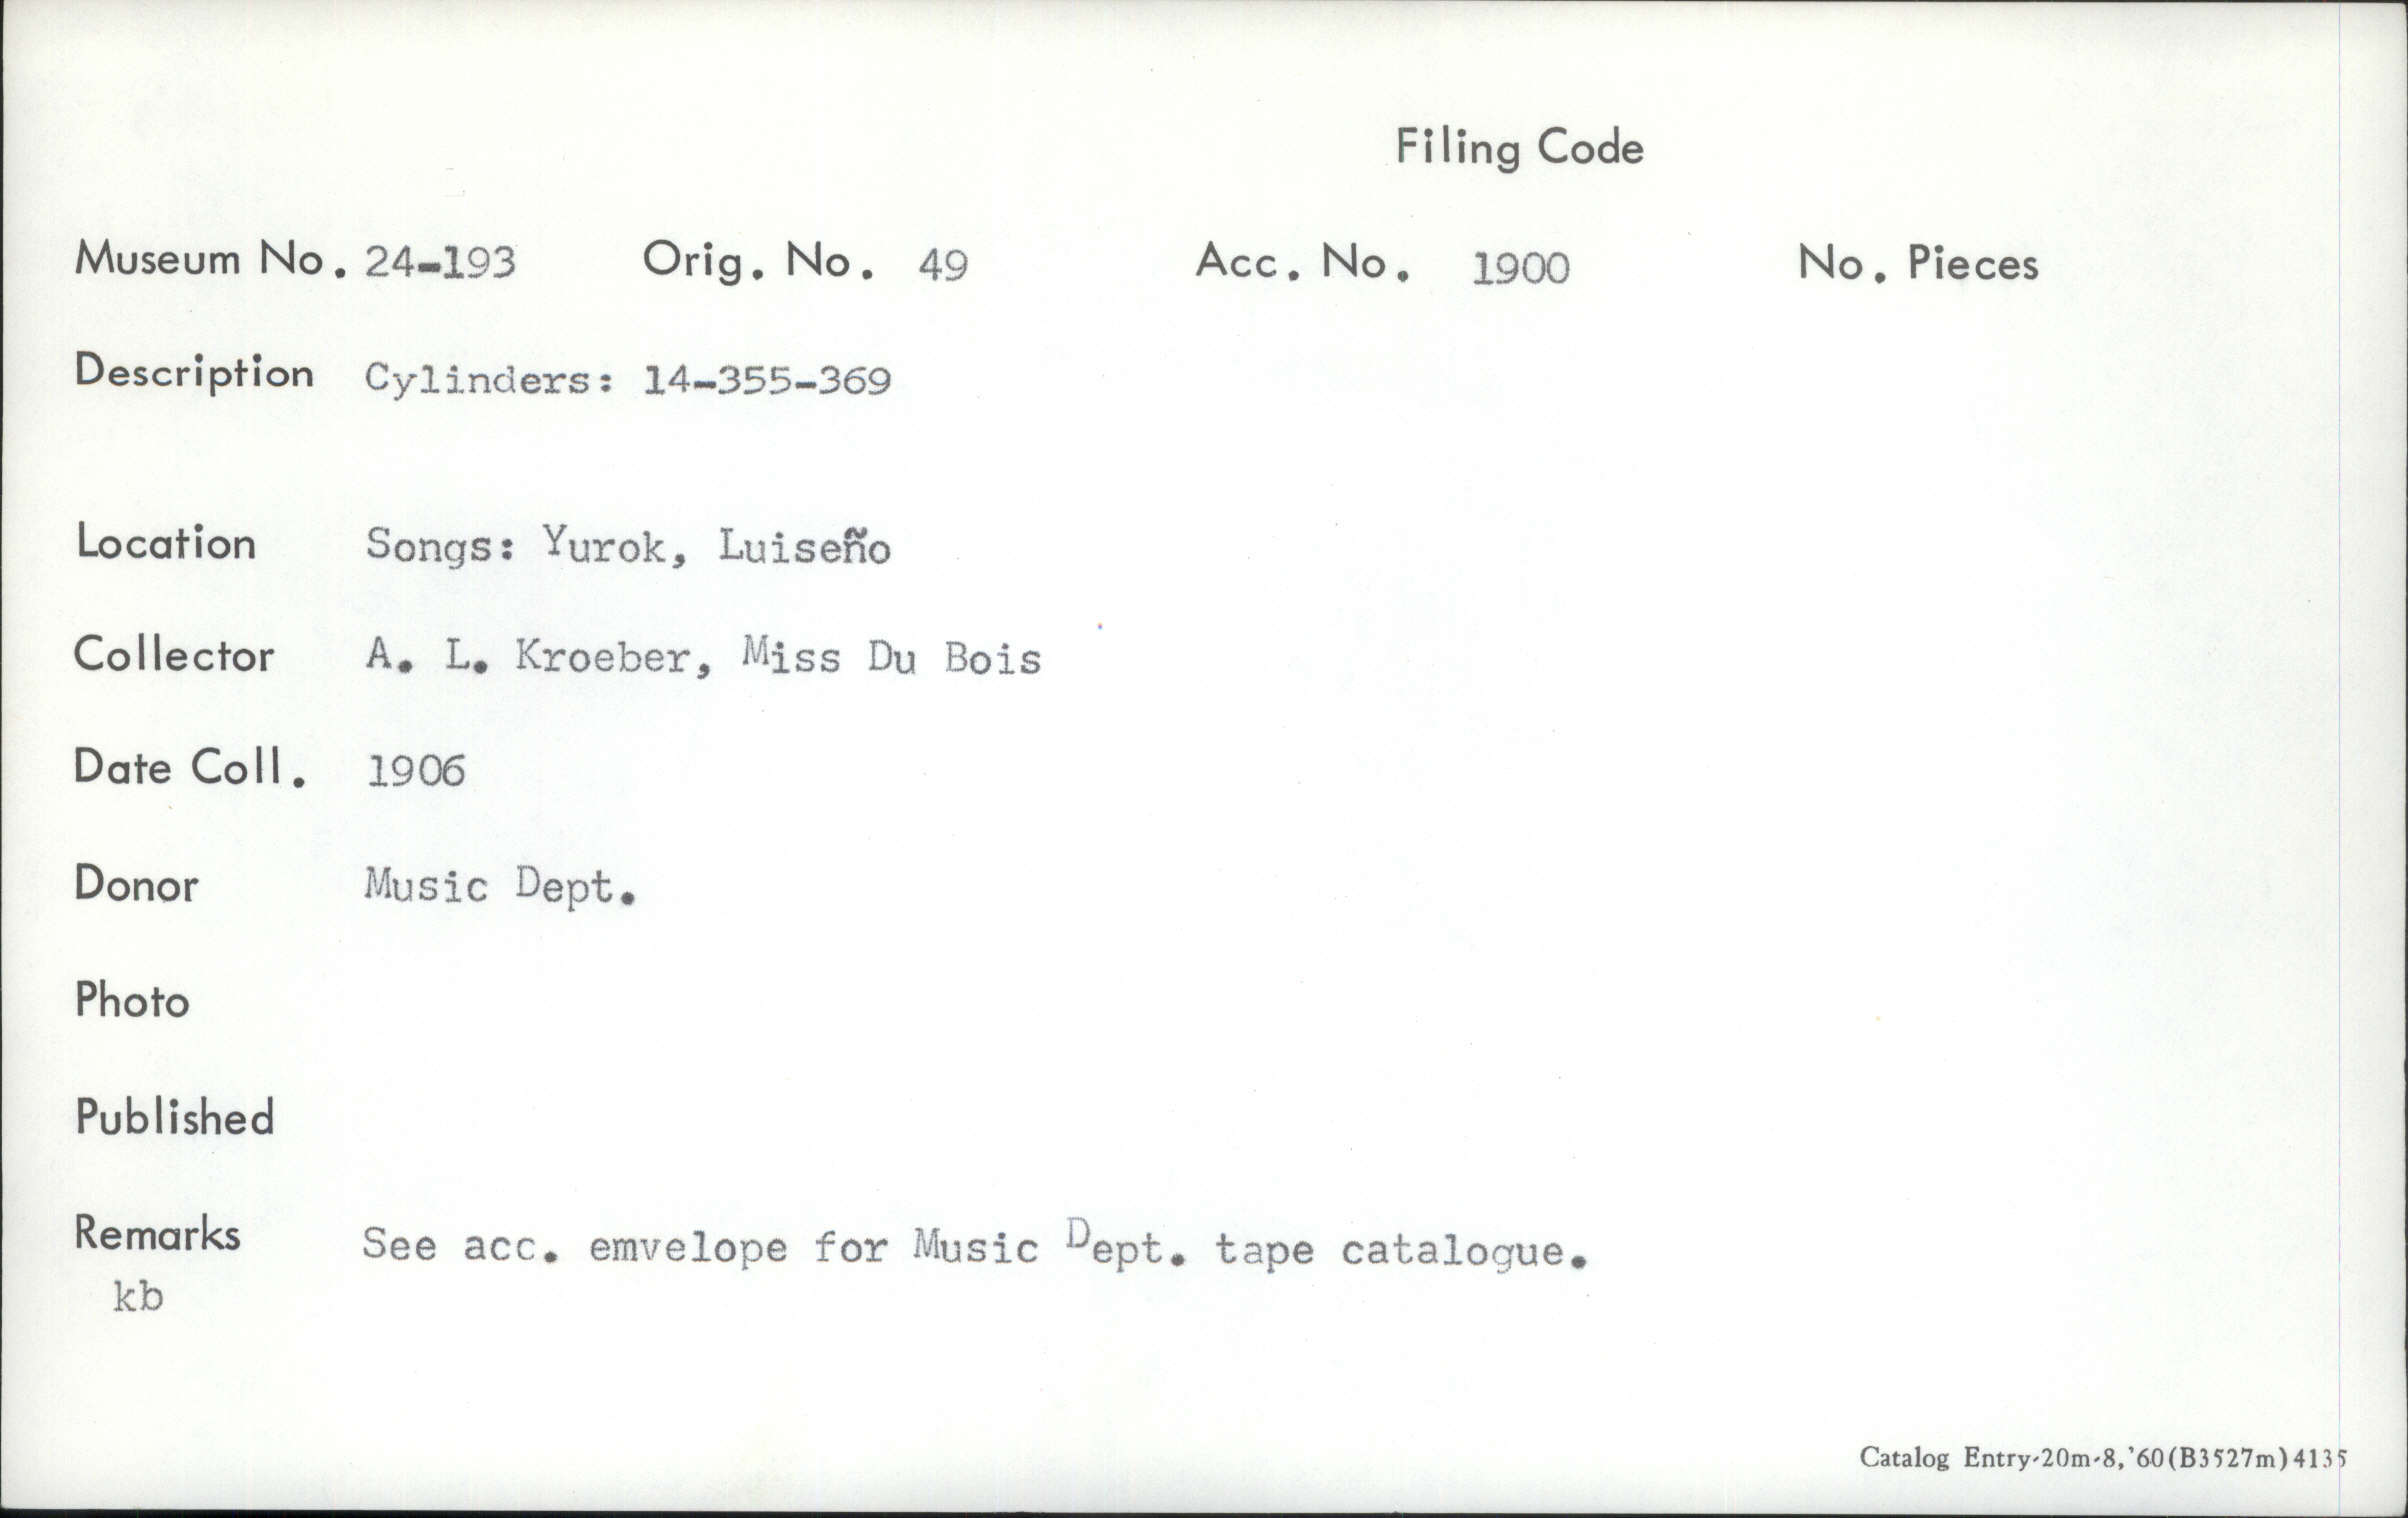 Filing Code
Museum No. 24-193 Orig. No. 49 Acc. No. 1900 No. Pieces
Description Cylinders: 14-355-369
Location Songs: Yurok, Luiseño
Collector A. L. Kroeber, Miss Du Bois
Date Coll. 1906
Donor Music Dept.
Photo
Published
Remarks See acc. emvelope for Music Dept. tape catalogue.
kb
Catalog Entry-20m-8,'60(B3527m)4135